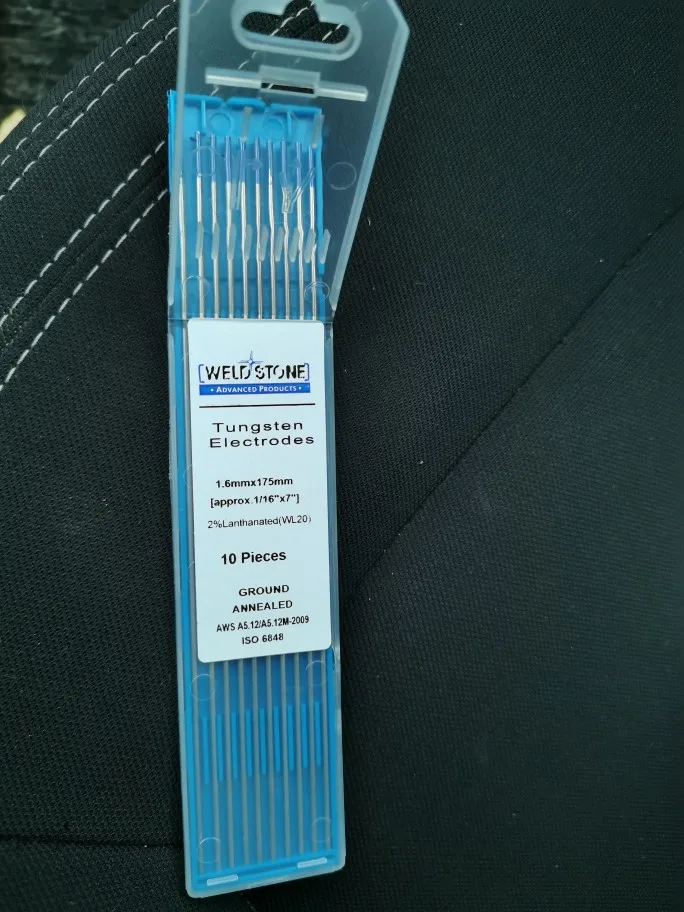 [WELD STONE]
• ADVANCED PRODUCTS •
Tungsten
Electrodes
1.6mmx175mm
[approx.1/16"x7"]
2%Lanthanated(WL20)
10 Pieces
GROUND
ANNEALED
AWS A5.12/A5.12M-2009
ISO 6848